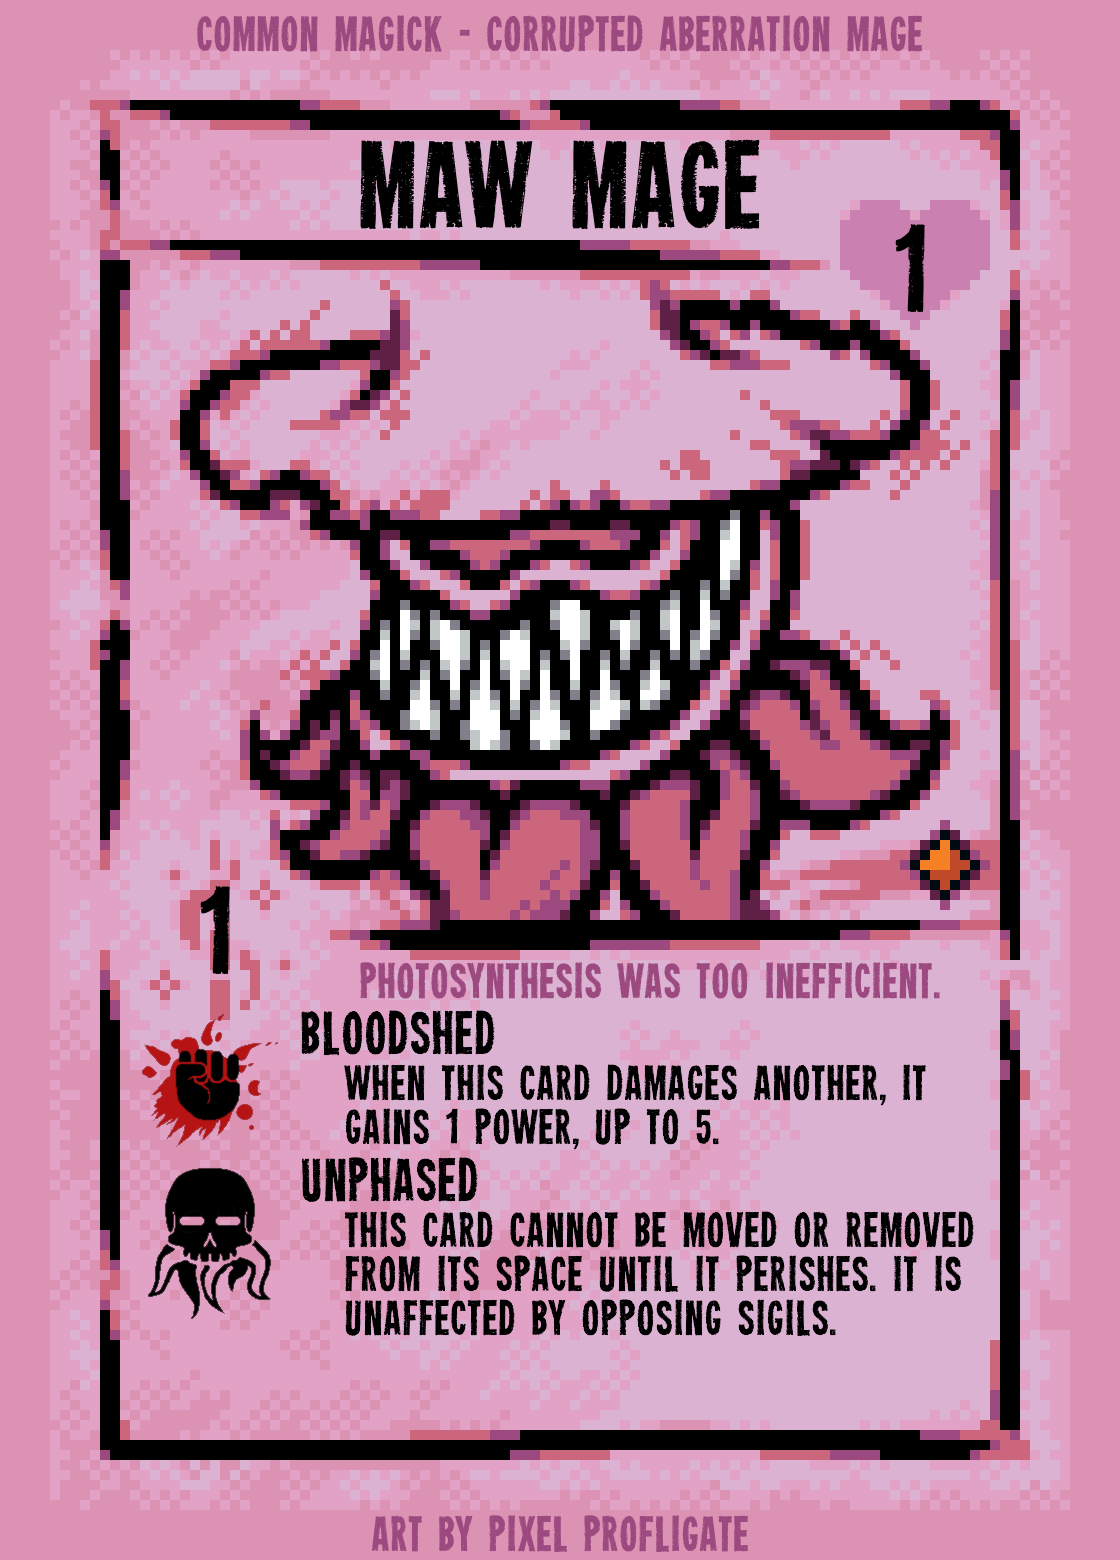 COMMON MAGICK - CORRUPTED ABERRATION MAGE
MAW MAGE
1
1
PHOTOSYNTHESIS WAS TOO INEFFICIENT.
BLOODSHED
WHEN THIS CARD DAMAGES ANOTHER, IT
GAINS 1 POWER, UP TO 5.
UNPHASED
THIS CARD CANNOT BE MOVED OR REMOVED
FROM ITS SPACE UNTIL IT PERISHES. IT IS
UNAFFECTED BY OPPOSING SIGILS.
ART BY PIXEL PROFLIGATE